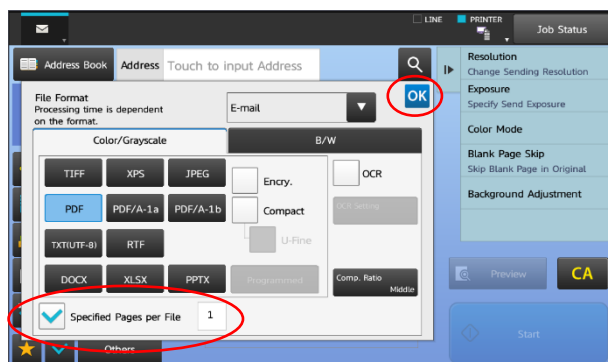 LINE
PRINTER
Job Status
Address Book
Address
Touch to input Address
Resolution
Change Sending Resolution
Exposure
Specify Send Exposure
Color Mode
Blank Page Skip
Skip Blank Page in Original
Background Adjustment
File Format
Processing time is dependent
on the format.
E-mail
OK
Color/Grayscale
B/W
TIFF
XPS
JPEG
Encry.
OCR
PDF
PDF/A-1a
PDF/A-1b
Compact
OCR Setting
TXT(UTF-8)
RTF
U-Fine
DOCX
XLSX
PPTX
Programmed
Comp. Ratio
Middle
Specified Pages per File
1
Preview
CA
Start
Others